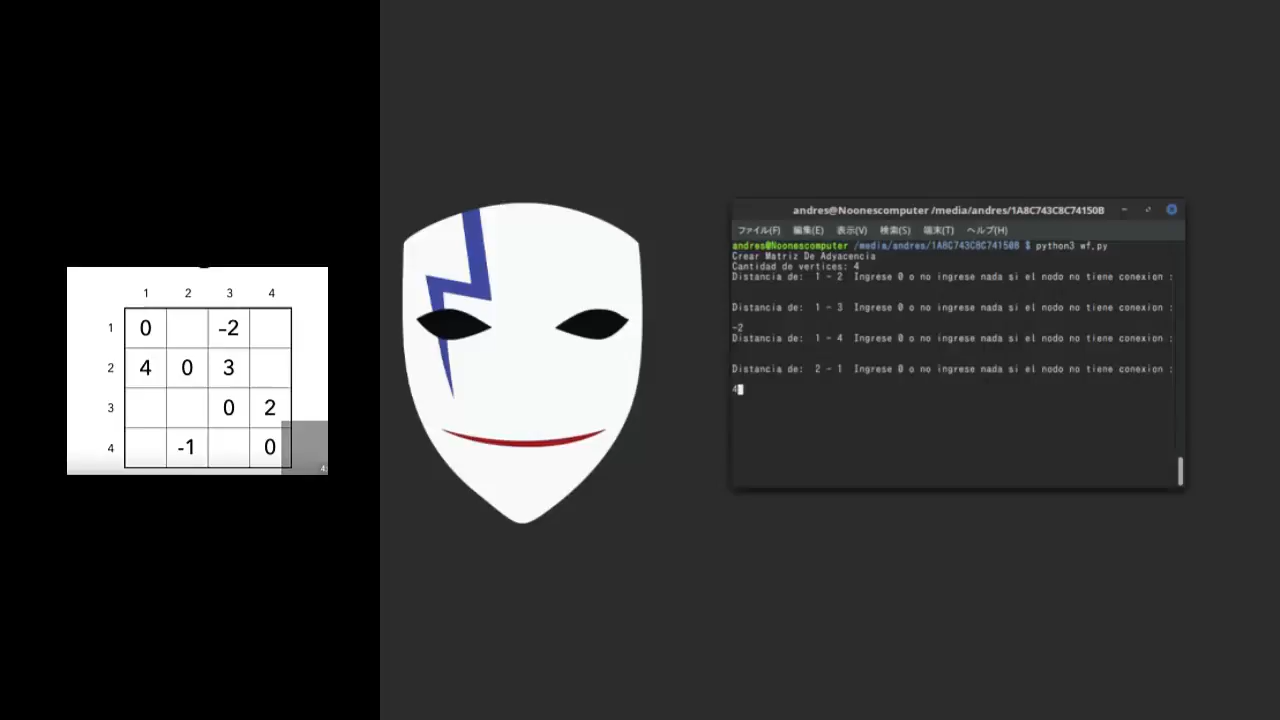 1 2 3 4
1 0 -2
2 4 0 3
3 0 2
4 -1 0
4:
andres@Noonescomputer /media/andres/1A8C743C8C74150B
ファイル(F) 編集(E) 表示(V) 検索(S) 端末(T) ヘルプ(H)
andres@Noonescomputer /media/andres/1A8C743C8C74150B $ python3 wf.py
Crear Matriz De Adyacencia
Cantidad de vertices: 4
Distancia de: 1 - 2 Ingrese 0 o no ingrese nada si el nodo no tiene conexion :
Distancia de: 1 - 3 Ingrese 0 o no ingrese nada si el nodo no tiene conexion :
-2
Distancia de: 1 - 4 Ingrese 0 o no ingrese nada si el nodo no tiene conexion :
Distancia de: 2 - 1 Ingrese 0 o no ingrese nada si el nodo no tiene conexion :
4